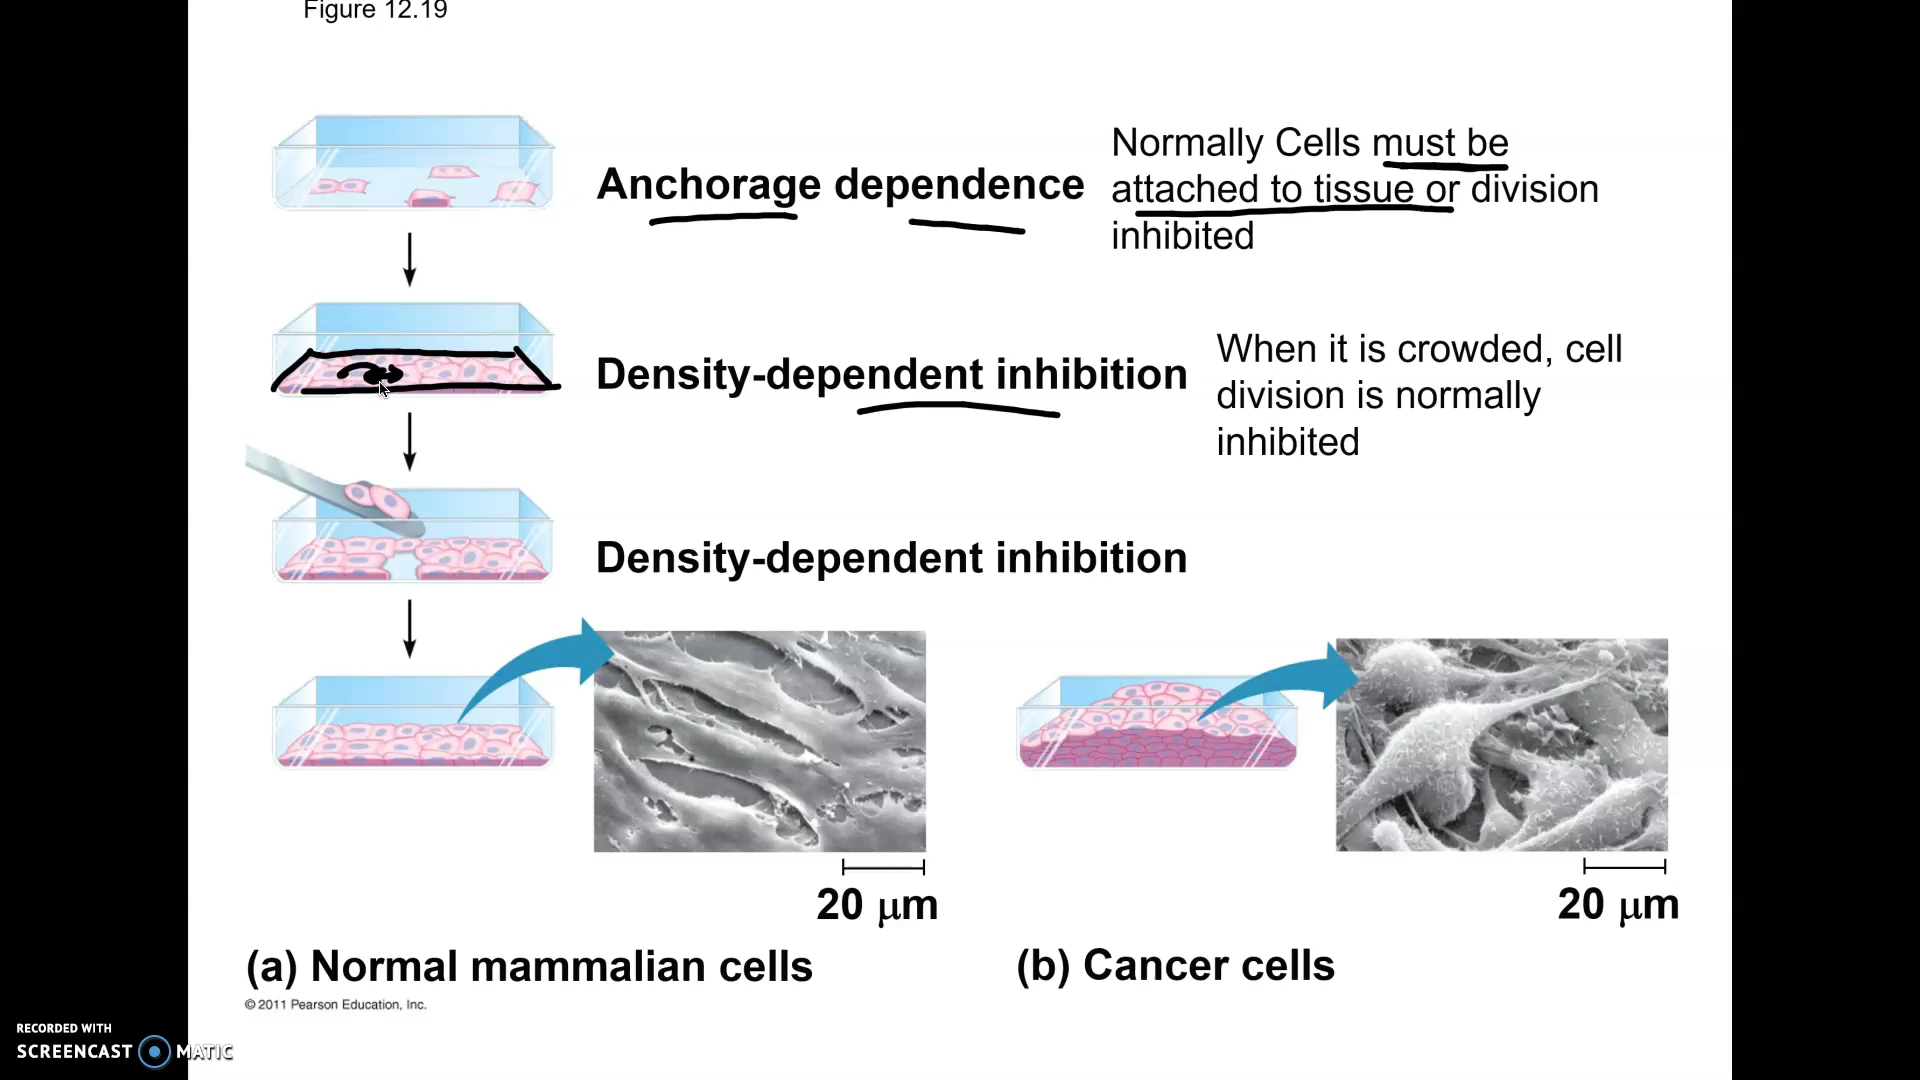 Figure 12.19
Anchorage dependence
Normally Cells must be
attached to tissue or division
inhibited
Density-dependent inhibition
When it is crowded, cell
division is normally
inhibited
Density-dependent inhibition
20 μm
20 μm
(a) Normal mammalian cells
(b) Cancer cells
© 2011 Pearson Education, Inc.
RECORDED WITH
SCREENCAST MATIC